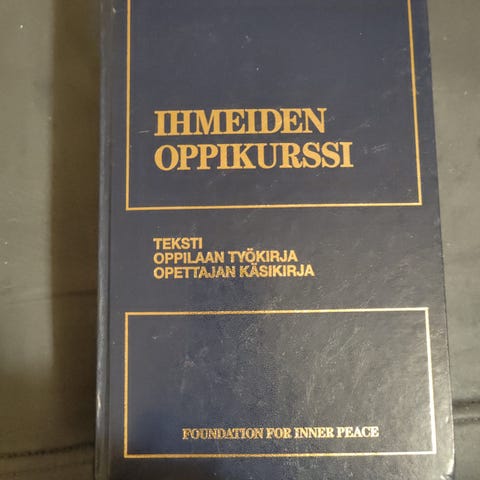 IHMEIDEN
OPPIKURSSI
TEKSTI
OPPILAAN TYÖKIRJA
OPETTAJAN KÄSIKIRJA
FOUNDATION FOR INNER PEACE